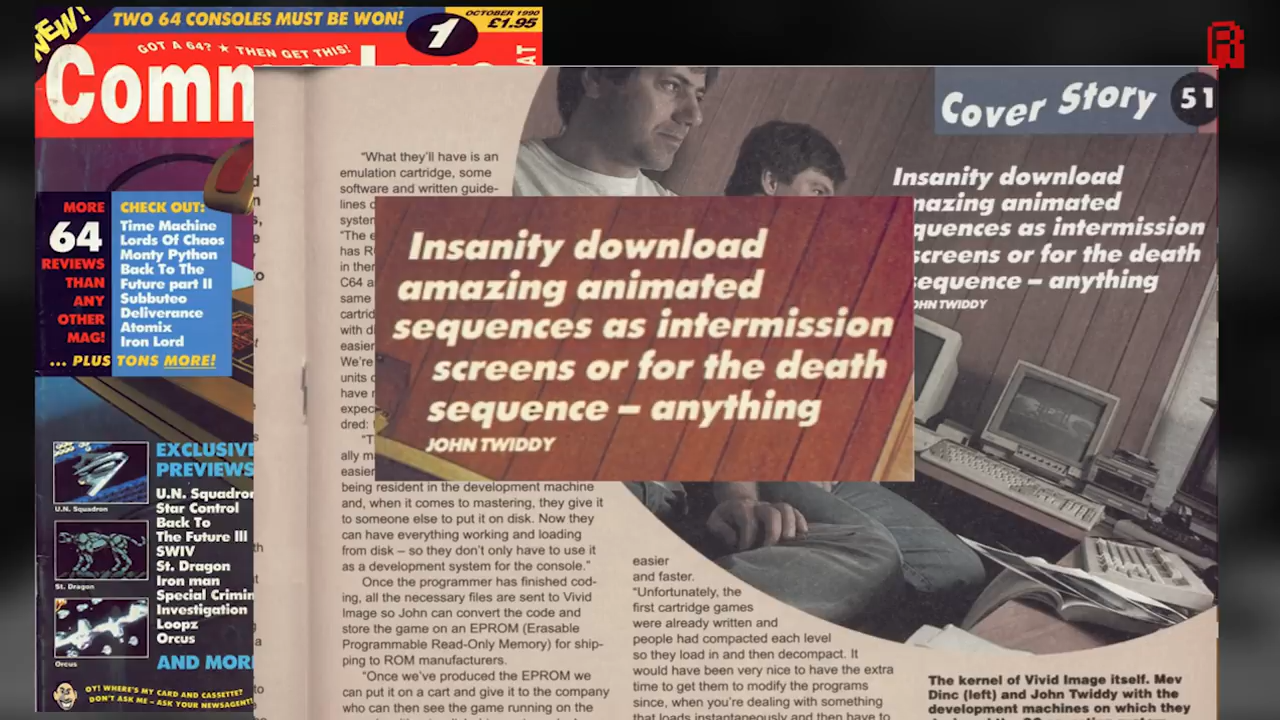 NEW!
TWO 64 CONSOLES MUST BE WON!
1
OCTOBER 1990
£1.95
GOT A 64? ★ THEN GET THIS!
Comm
MORE
64
REVIEWS
THAN
ANY
OTHER
MAG!
CHECK OUT:
Time Machine
Lords Of Chaos
Monty Python
Back To The
Future part II
Subbuteo
Deliverance
Atomix
Iron Lord
... PLUS TONS MORE!
EXCLUSIVE
PREVIEWS
U.N. Squadron
Star Control
Back To
The Future III
SWIV
St. Dragon
Iron man
Special Crimin
Investigation
Loopz
Orcus
AND MOR
U.N. Squadron
St. Dragon
Orcus
OY! WHERE'S MY CARD AND CASSETTE?
DON'T ASK ME – ASK YOUR NEWSAGENT!
"What they'll have is an
emulation cartridge, some
software and written guide-
lines
system
"The
has
in
C64
same
with
easier
We're
units
have
dred:
easier
being resident in the development machine
and, when it comes to mastering, they give it
to someone else to put it on disk. Now they
can have everything working and loading
from disk – so they don't only have to use it
as a development system for the console."
Once the programmer has finished cod-
ing, all the necessary files are sent to Vivid
Image so John can convert the code and
store the game on an EPROM (Erasable
Programmable Read-Only Memory) for ship-
ping to ROM manufacturers.
"Once we've produced the EPROM we
can put it on a cart and give it to the company
who can then see the game running on the
Insanity download
amazing animated
sequences as intermission
screens or for the death
sequence – anything
JOHN TWIDDY
easier
and faster.
"Unfortunately, the
first cartridge games
were already written and
people had compacted each level
so they load in and then decompact. It
would have been very nice to have the extra
time to get them to modify the programs
since, when you're dealing with something
that loads instantaneously and then have to
Cover Story 51
Insanity download
mazing animated
quences as intermission
screens or for the death
equence – anything
OHN TWIDDY
The kernel of Vivid Image itself. Mev
Dinc (left) and John Twiddy with the
development machines on which they